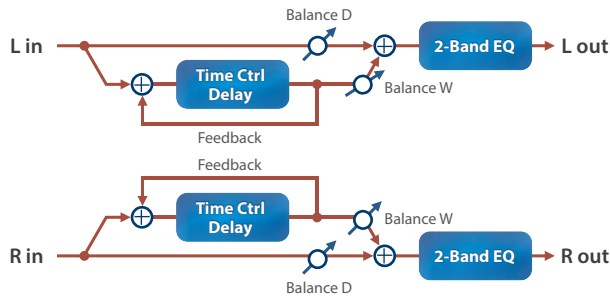 Balance D
L in
2-Band EQ
L out
Time Ctrl
Delay
Balance W
Feedback
Feedback
Time Ctrl
Delay
Balance W
R in
2-Band EQ
R out
Balance D